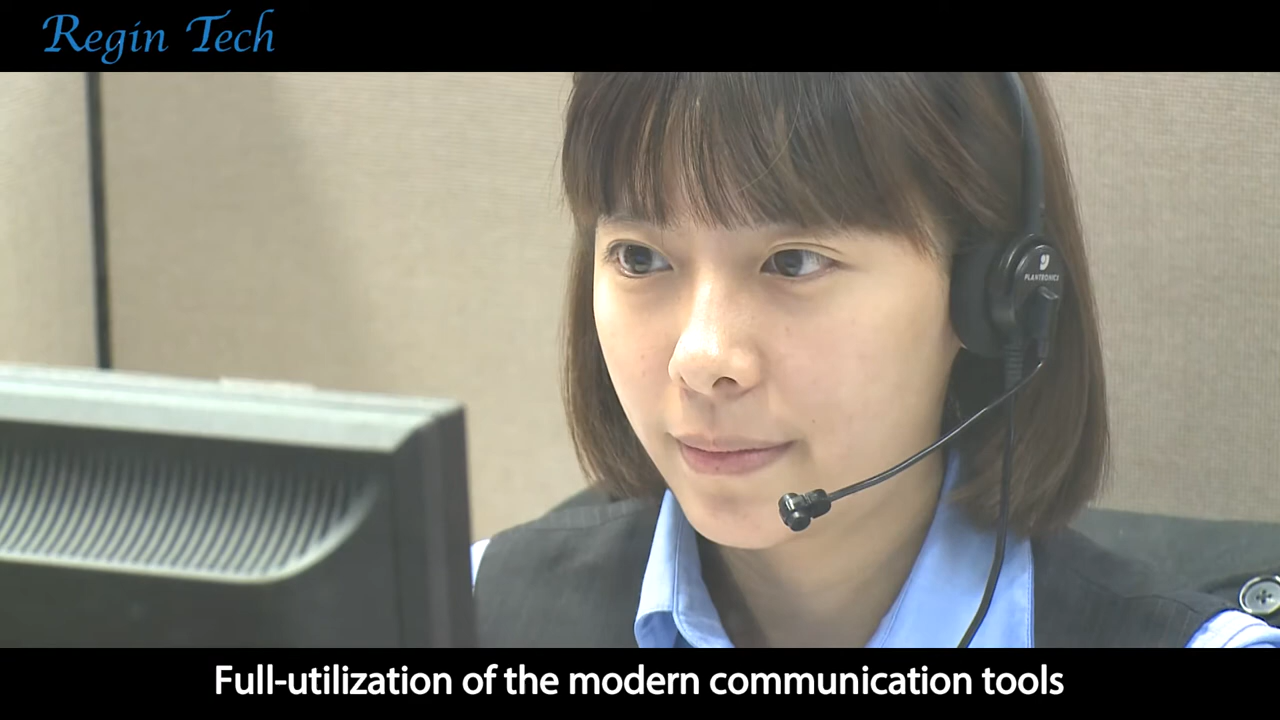 Regin Tech
PLANTRONICS
Full-utilization of the modern communication tools